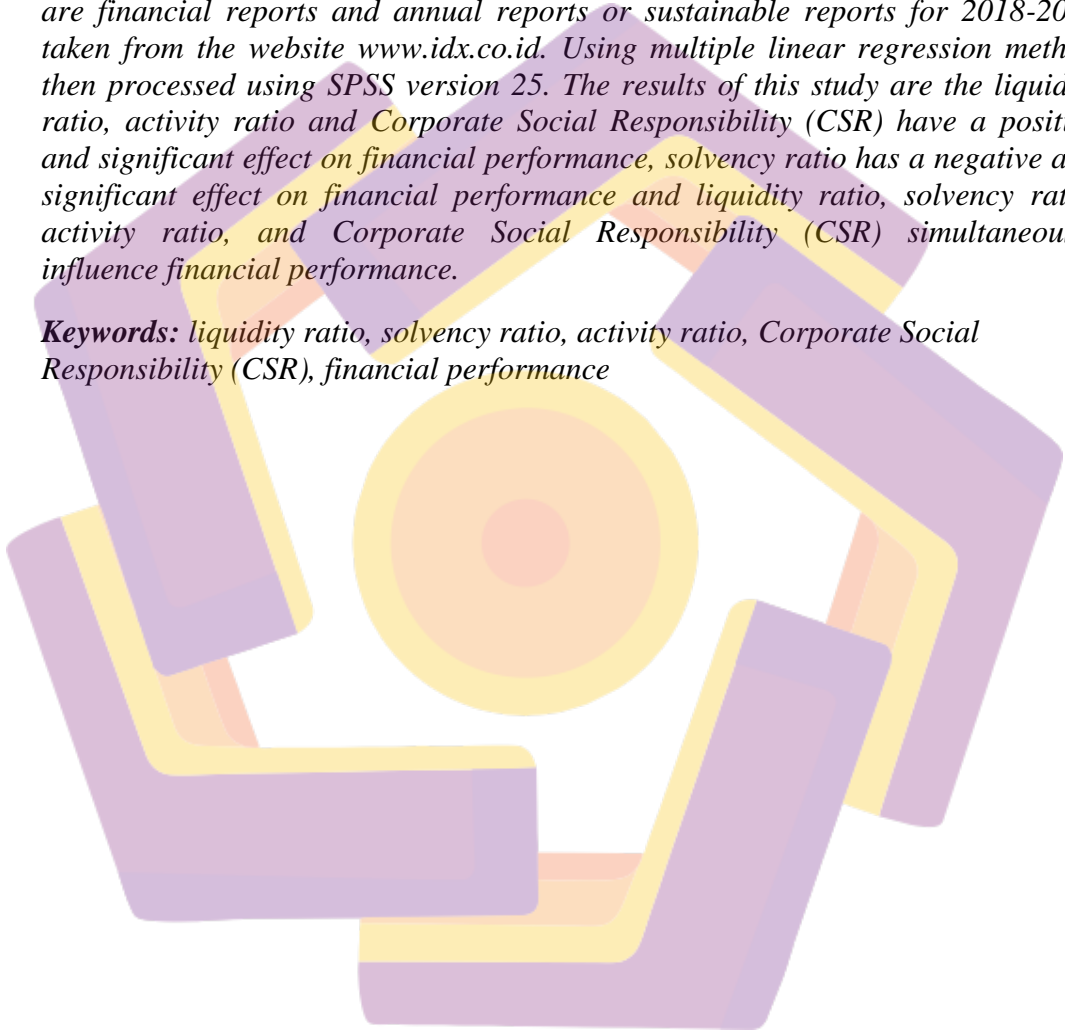 are financial reports and annual reports or sustainable reports for 2018-20
taken from the website www.idx.co.id. Using multiple linear regression meth
then processed using SPSS version 25. The results of this study are the liquid
ratio, activity ratio and Corporate Social Responsibility (CSR) have a positi
and significant effect on financial performance, solvency ratio has a negative a
significant effect on financial performance and liquidity ratio, solvency rat
activity ratio, and Corporate Social Responsibility (CSR) simultaneou
influence financial performance.
Keywords: liquidity ratio, solvency ratio, activity ratio, Corporate Social
Responsibility (CSR), financial performance